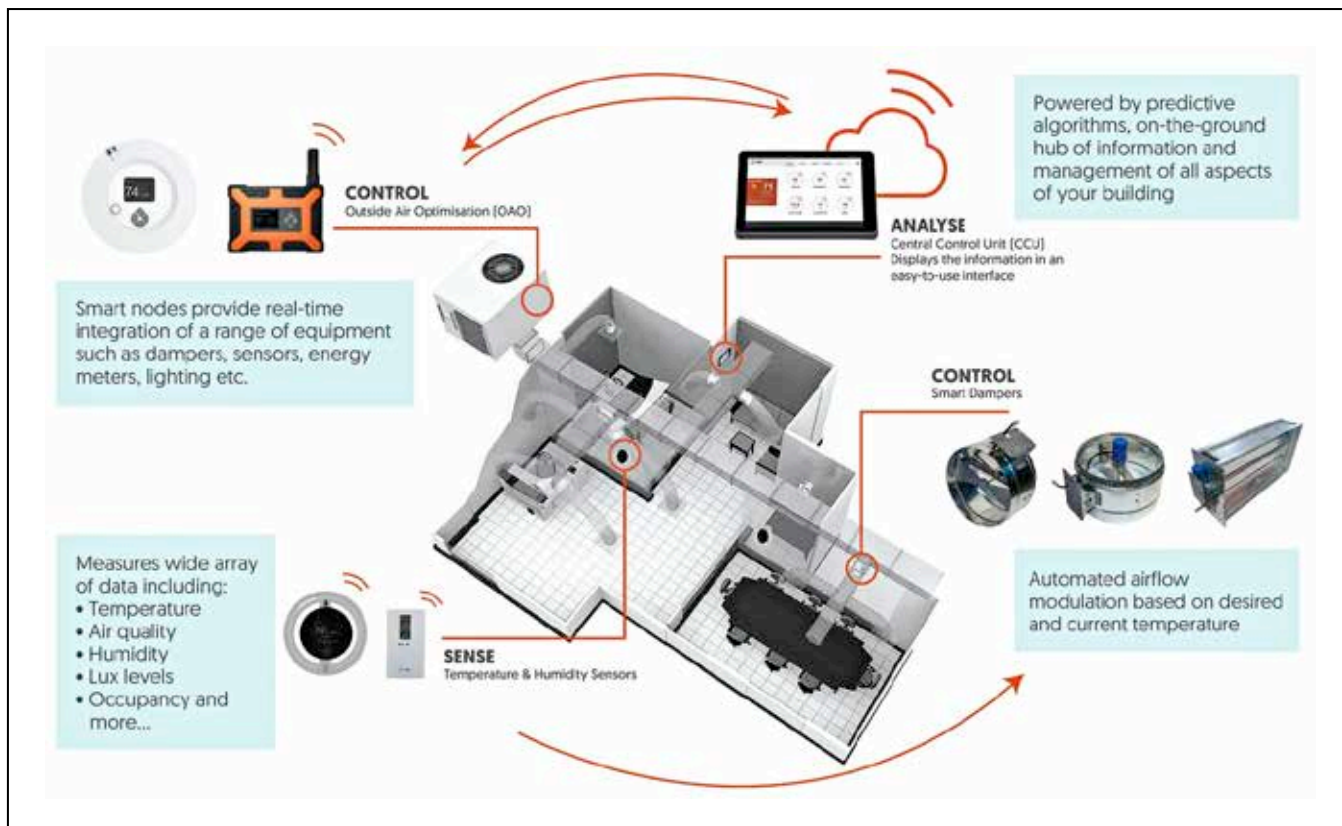 CONTROL
Outside Air Optimisation [OAO]
Smart nodes provide real-time
integration of a range of equipment
such as dampers, sensors, energy
meters, lighting etc.
74
Powered by predictive
algorithms, on-the-ground
hub of information and
management of all aspects
of your building
ANALYSE
Central Control Unit [CCU]
Displays the information in an
easy-to-use interface
CONTROL
Smart Dampers
Automated airflow
modulation based on desired
and current temperature
Measures wide array
of data including:
• Temperature
• Air quality
• Humidity
• Lux levels
• Occupancy and
more...
SENSE
Temperature & Humidity Sensors